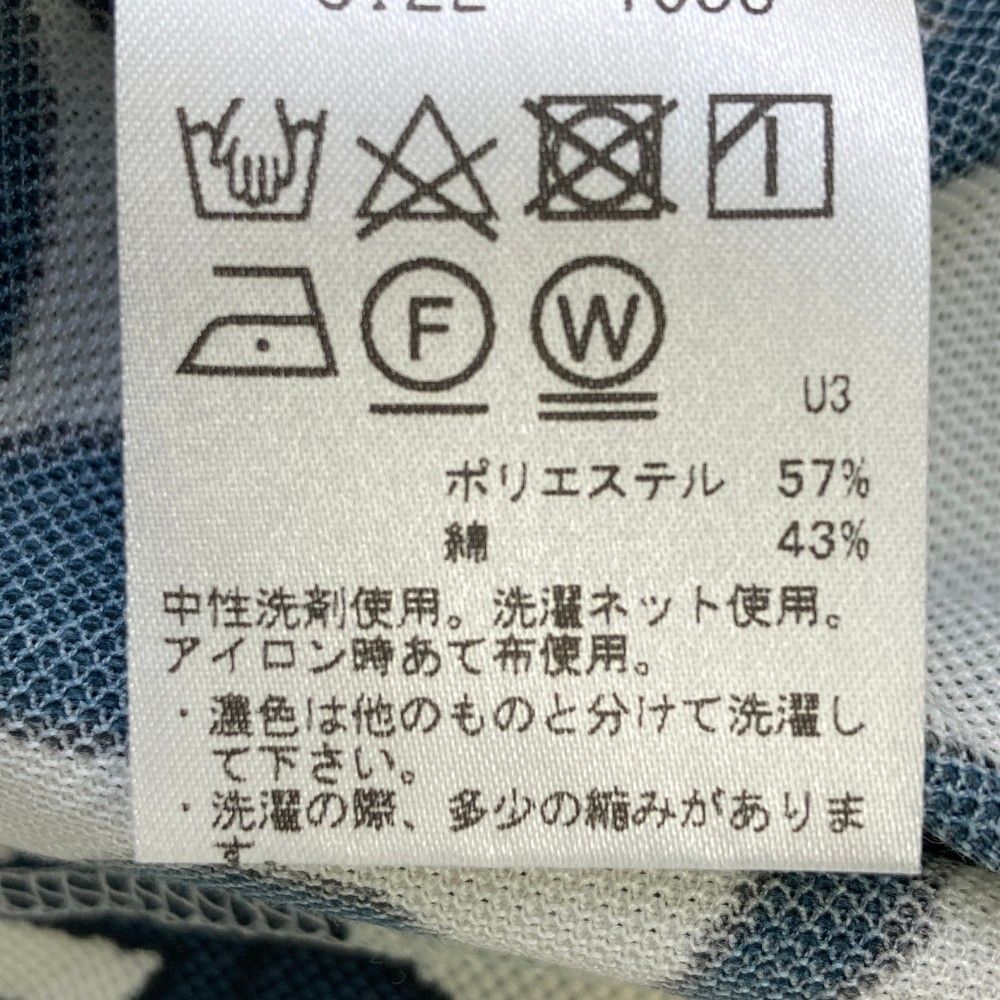 SIZE
F
W
U3
ポリエステル 57%
綿 43%
中性洗剤使用。洗濯ネット使用。
アイロン時あて布使用。
・濃色は他のものと分けて洗濯し
て下さい。
・洗濯の際、多少の縮みがありま
す。